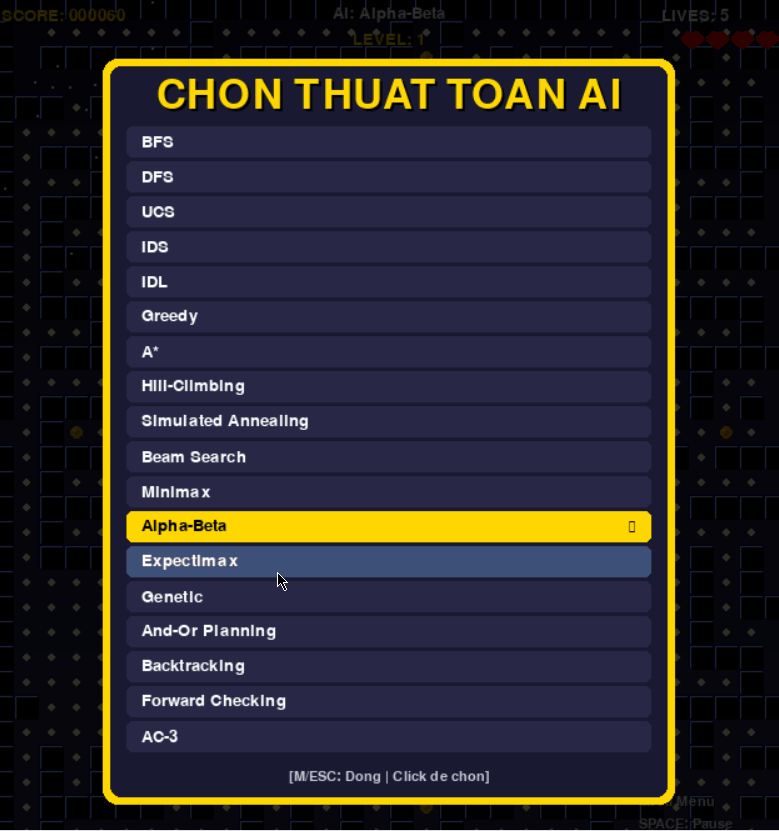 SCORE: 000060
AI: Alpha-Beta
LIVES: 5
LEVEL: 1
CHON THUAT TOAN AI
BFS
DFS
UCS
IDS
IDL
Greedy
A*
Hill-Climbing
Simulated Annealing
Beam Search
Minimax
Alpha-Beta
Expectimax
Genetic
And-Or Planning
Backtracking
Forward Checking
AC-3
[M/ESC: Dong | Click de chon]
Menu
SPACE: Pause